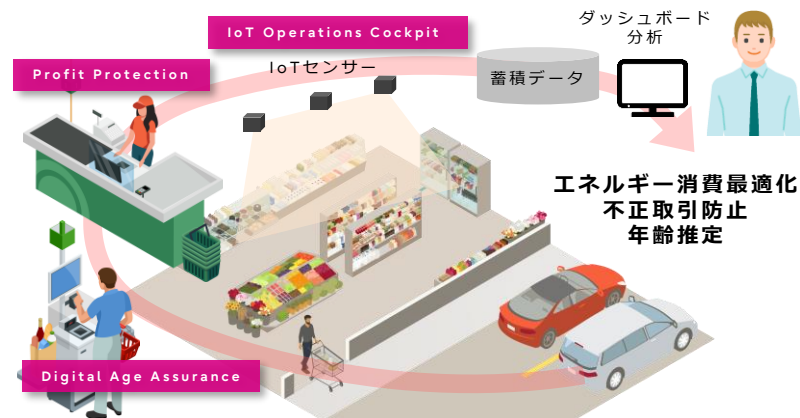 IoT Operations Cockpit
ダッシュボード
分析
Profit Protection
IoTセンサー
蓄積データ
エネルギー消費最適化
不正取引防止
年齢推定
Digital Age Assurance